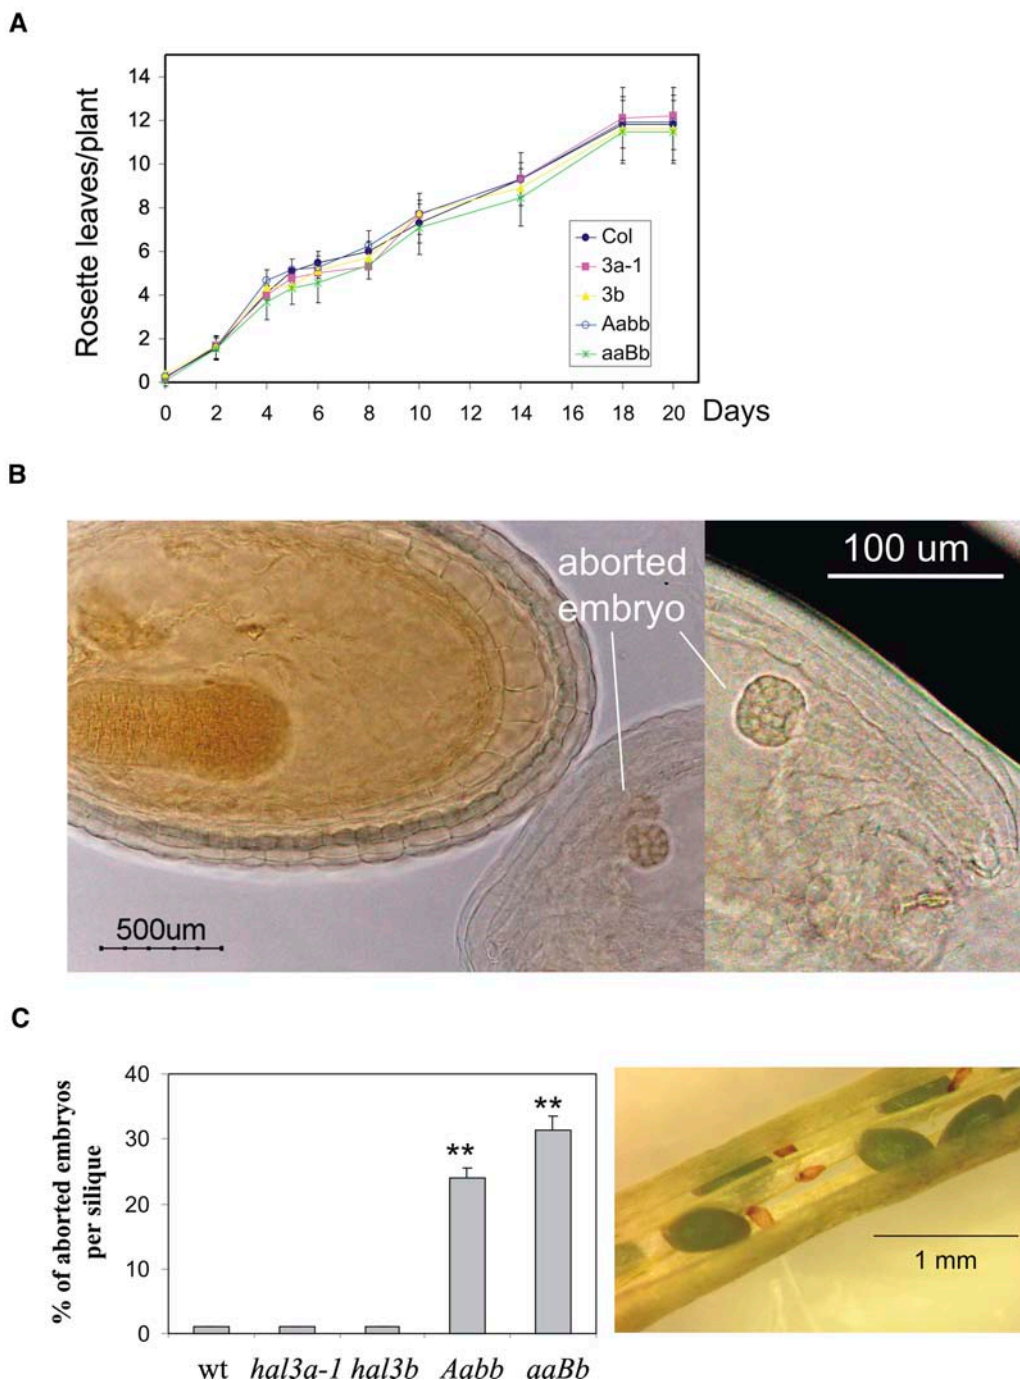 A
Rosette leaves/plant
14
12
10
8
6
4
2
0
Col
3a-1
3b
Aabb
aaBb
0 2 4 6 8 10 12 14 16 18 20 Days
B
aborted
embryo
100 um
500um
C
% of aborted embryos
per silique
40
30
20
10
0
** **
wt hal3a-1 hal3b Aabb aaBb
1 mm